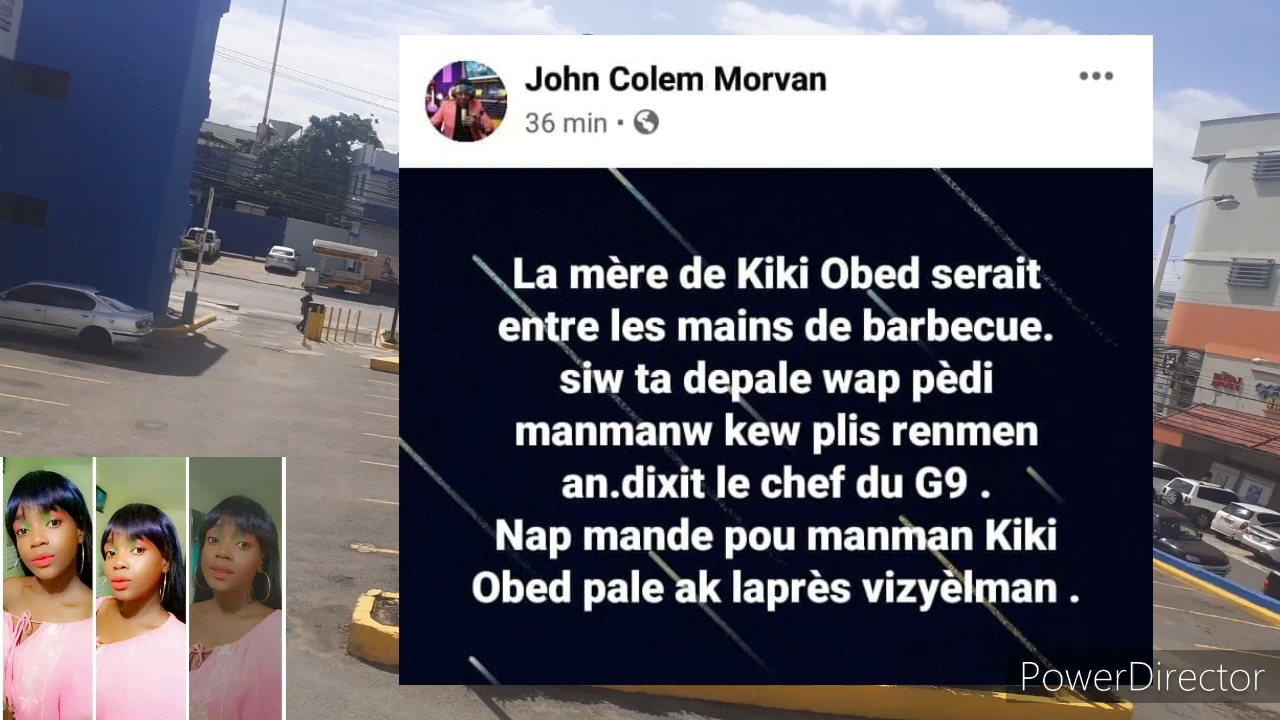 John Colem Morvan
36 min •
La mère de Kiki Obed serait
entre les mains de barbecue.
siw ta depale wap pèdi
manmanw kew plis renmen
an.dixit le chef du G9 .
Nap mande pou manman Kiki
Obed pale ak laprès vizyèlman .
PowerDirector